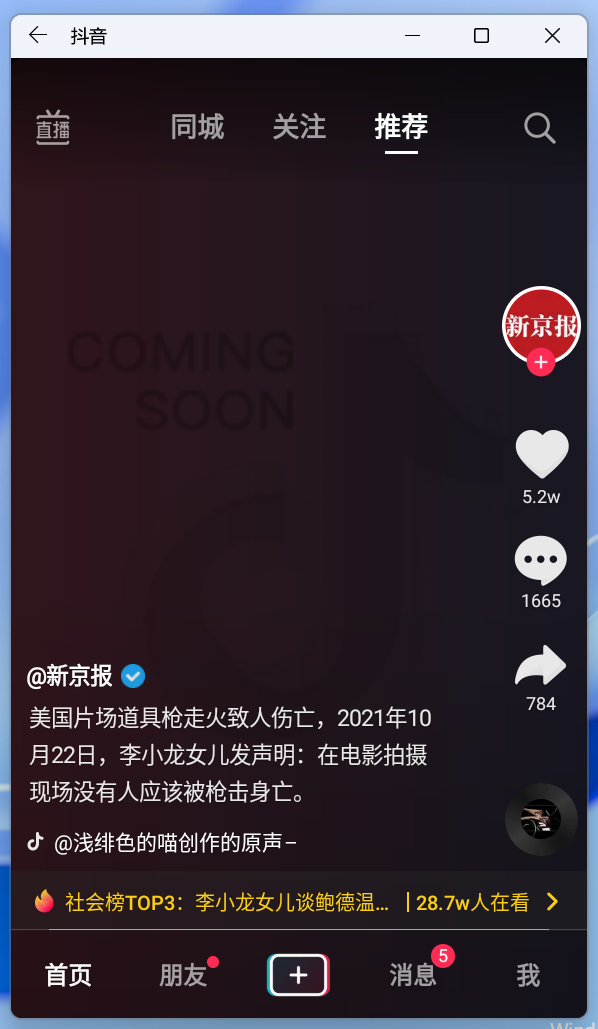 抖音
直播
同城 关注 推荐
新京报
COMING
SOON
5.2w
1665
@新京报
784
美国片场道具枪走火致人伤亡，2021年10
月22日，李小龙女儿发声明：在电影拍摄
现场没有人应该被枪击身亡。
@浅绯色的喵创作的原声–
社会榜TOP3：李小龙女儿谈鲍德温... | 28.7w人在看
首页 朋友 消息 5 我